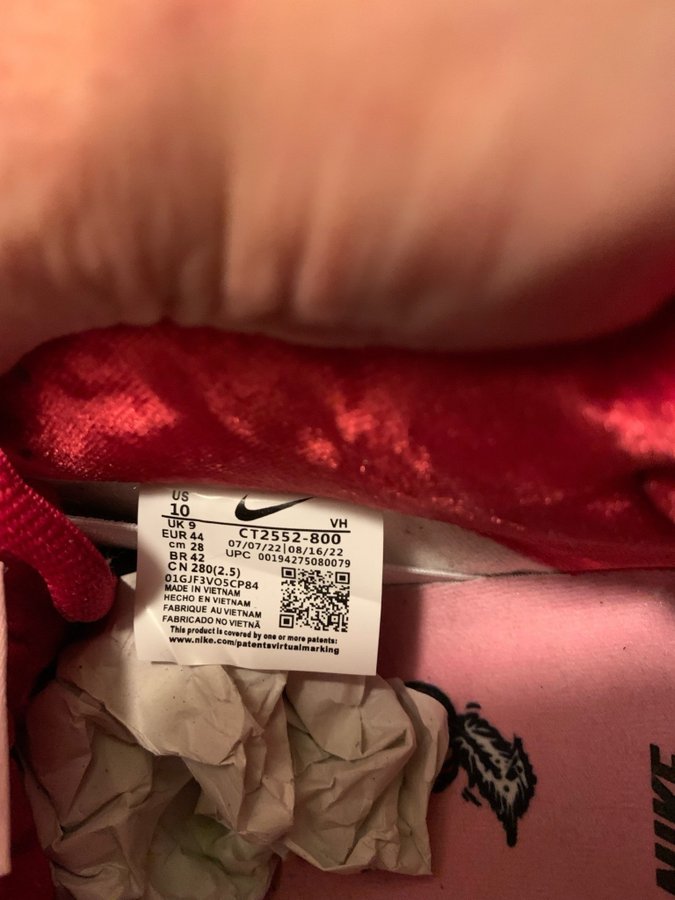 US
10
VH
UK 9
CT2552-800
EUR 44
07/07/22 | 08/16/22
cm 28
UPC 00194275080079
BR 42
CN 280(2.5)
01GJF3VO5CP84
MADE IN VIETNAM
HECHO EN VIETNAM
FABRIQUE AU VIETNAM
FABRICADO NO VIETNÃ
This product is covered by one or more patents:
www.nike.com/patentsvirtualmarking
NIKE